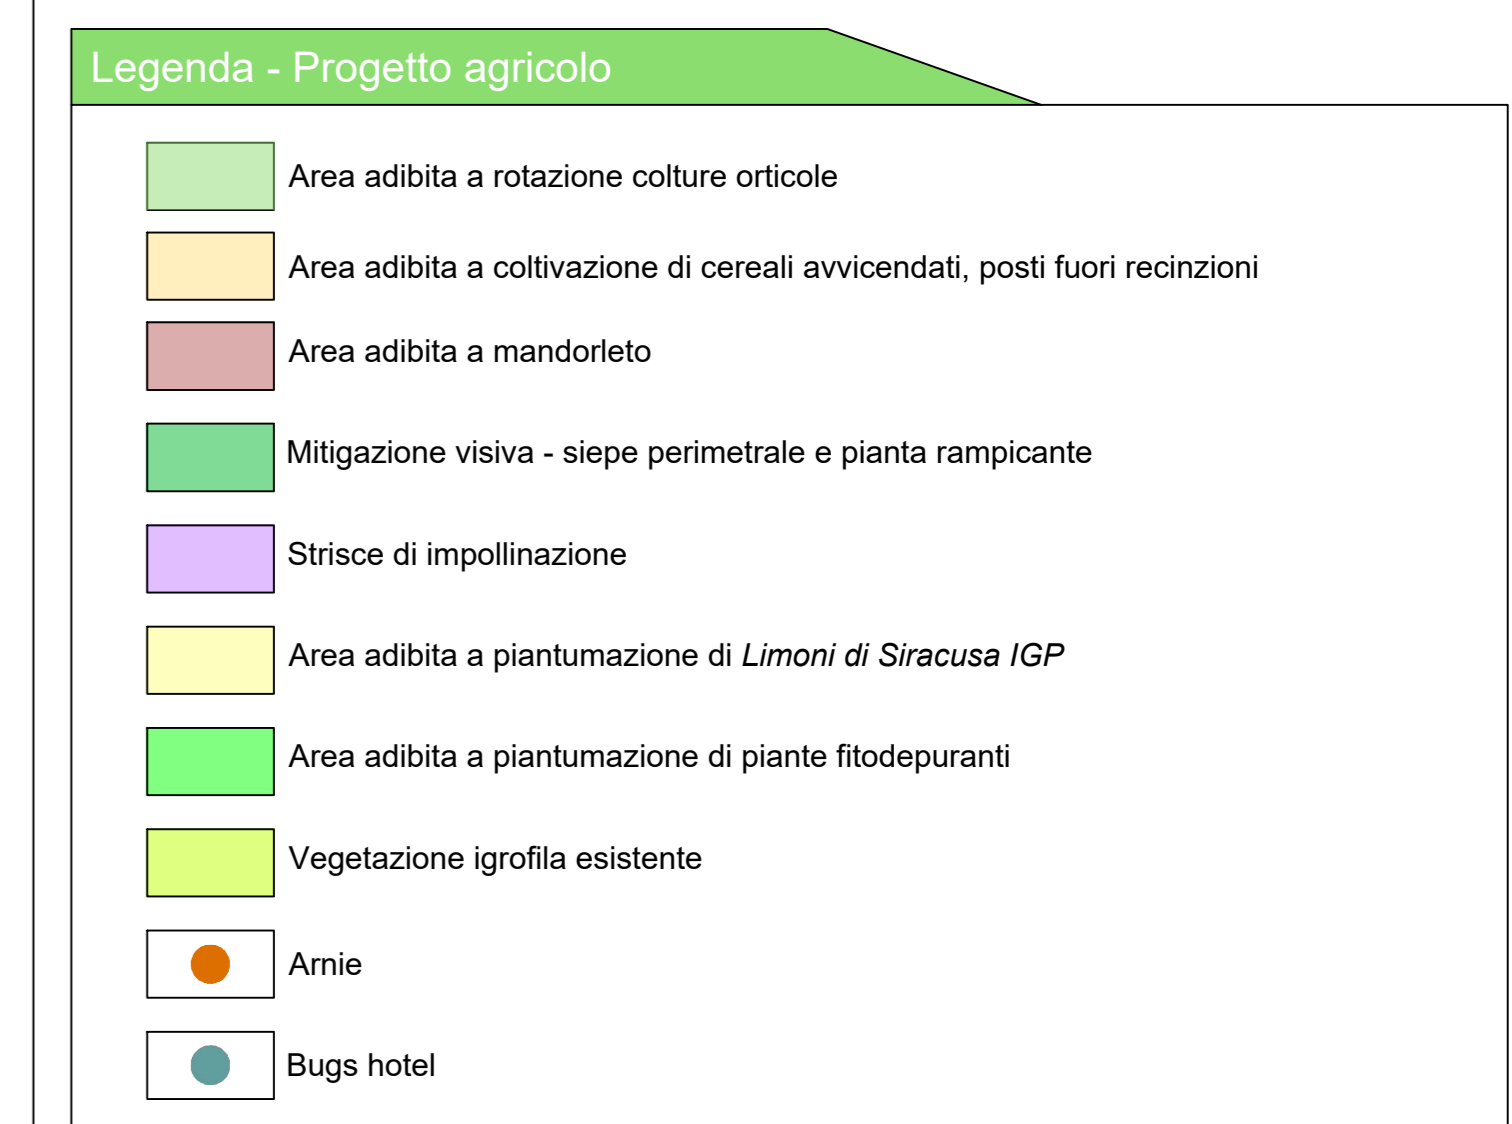 Legenda - Progetto agricolo
Area adibita a rotazione colture orticole
Area adibita a coltivazione di cereali avvicendati, posti fuori recinzioni
Area adibita a mandorleto
Mitigazione visiva - siepe perimetrale e pianta rampicante
Strisce di impollinazione
Area adibita a piantumazione di Limoni di Siracusa IGP
Area adibita a piantumazione di piante fitodepuranti
Vegetazione igrofila esistente
Arnie
Bugs hotel